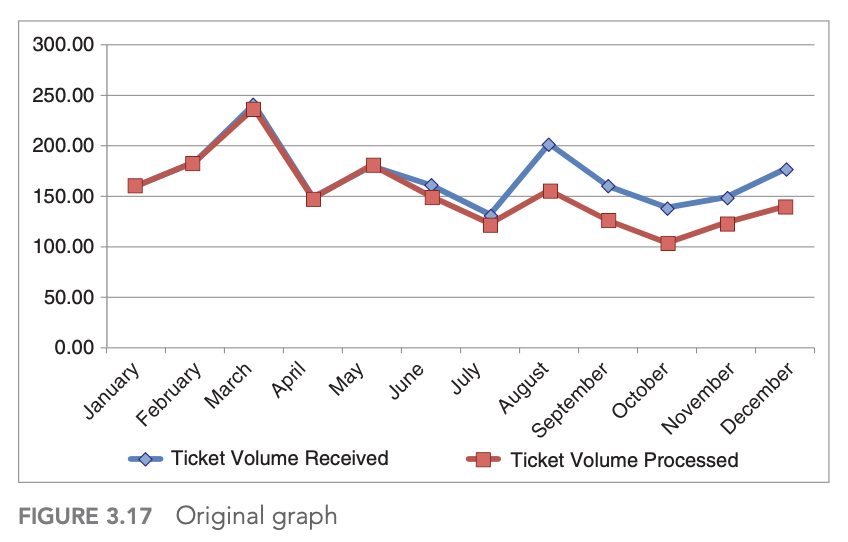 300.00
250.00
200.00
150.00
100.00
50.00
0.00
January
February
March
April
May
June
July
August
September
October
November
December
Ticket Volume Received
Ticket Volume Processed
FIGURE 3.17 Original graph